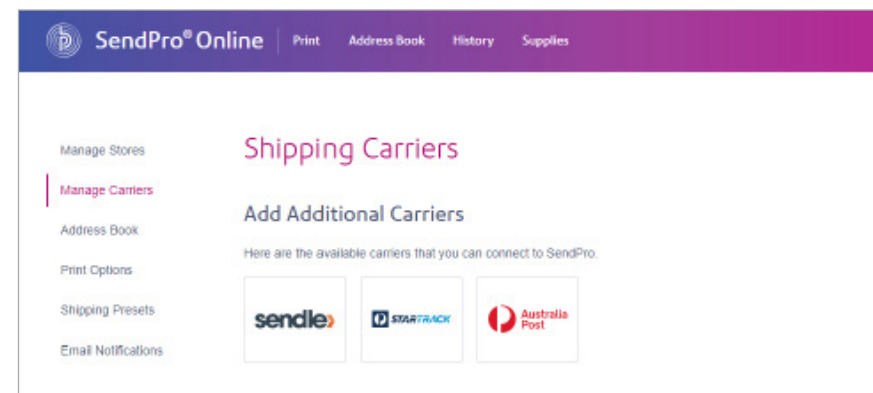 SendPro® Online Print Address Book History Supplies
Manage Stores
Manage Carriers
Address Book
Print Options
Shipping Presets
Email Notifications
Shipping Carriers
Add Additional Carriers
Here are the available carriers that you can connect to SendPro.
sendle
STARTRACK
Australia
Post